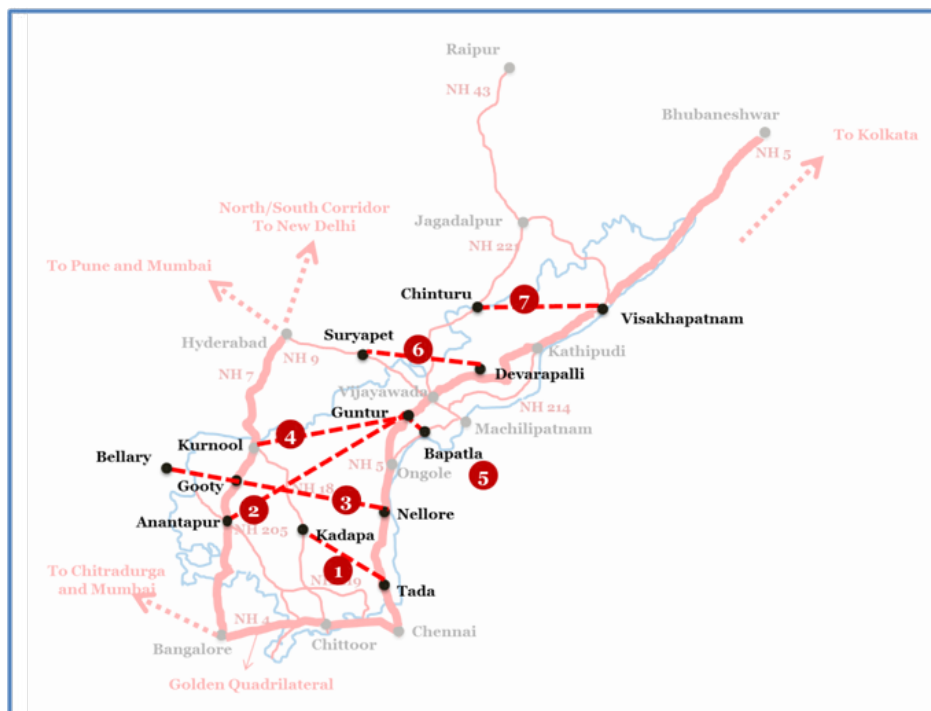 Raipur
NH 43
Bhubaneshwar
To Kolkata
NH 5
North/South Corridor
To New Delhi
Jagadalpur
NH 221
To Pune and Mumbai
Chinturu
7
Visakhapatnam
Suryapet
6
Hyderabad
NH 9
Kathipudi
NH 7
Devarapalli
Vijayawada
NH 214
Guntur
Machilipatnam
Kurnool
4
Bapatla
Bellary
NH 5
Ongole
5
Gooty
NH 18
3
2
Nellore
Anantapur
NH 205
Kadapa
1
To Chitradurga
and Mumbai
Tada
NH 4
Chennai
Bangalore
Chittoor
Golden Quadrilateral